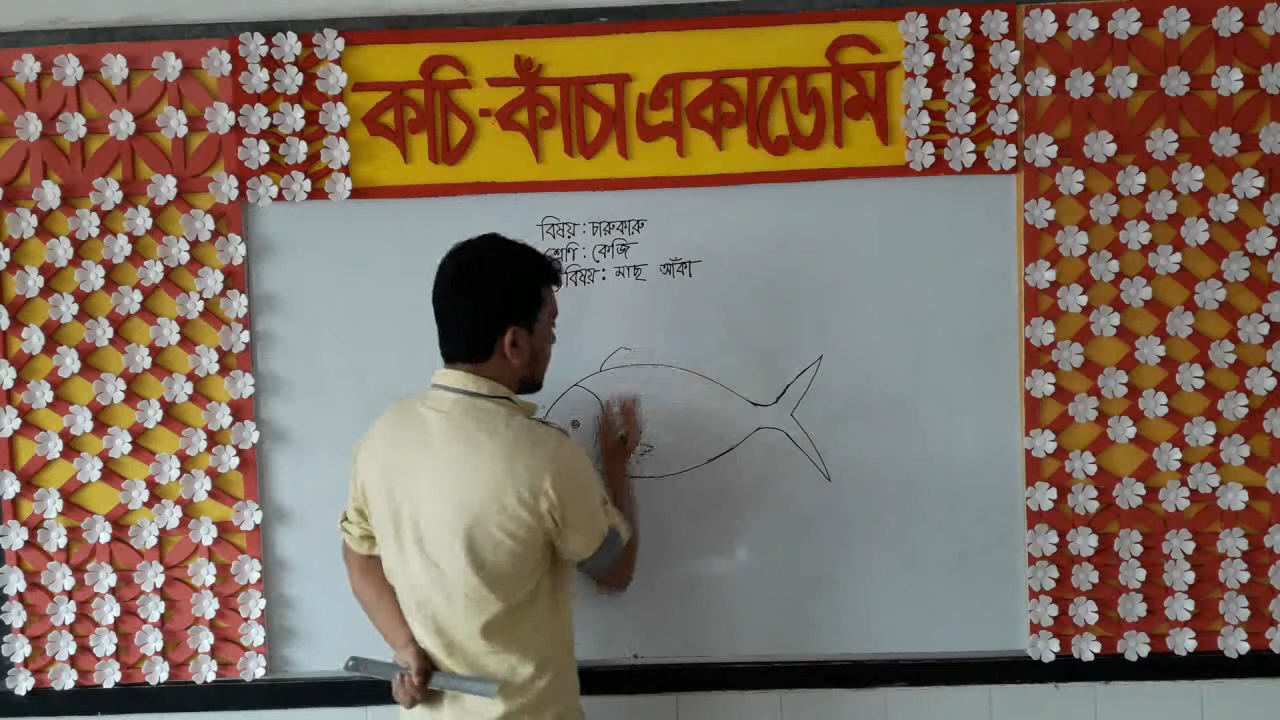 কচি-কাঁচা একাডেমি
বিষয় : চারুকারু
শ্রেণি : কেজি
বিষয় : মাছ আঁকা